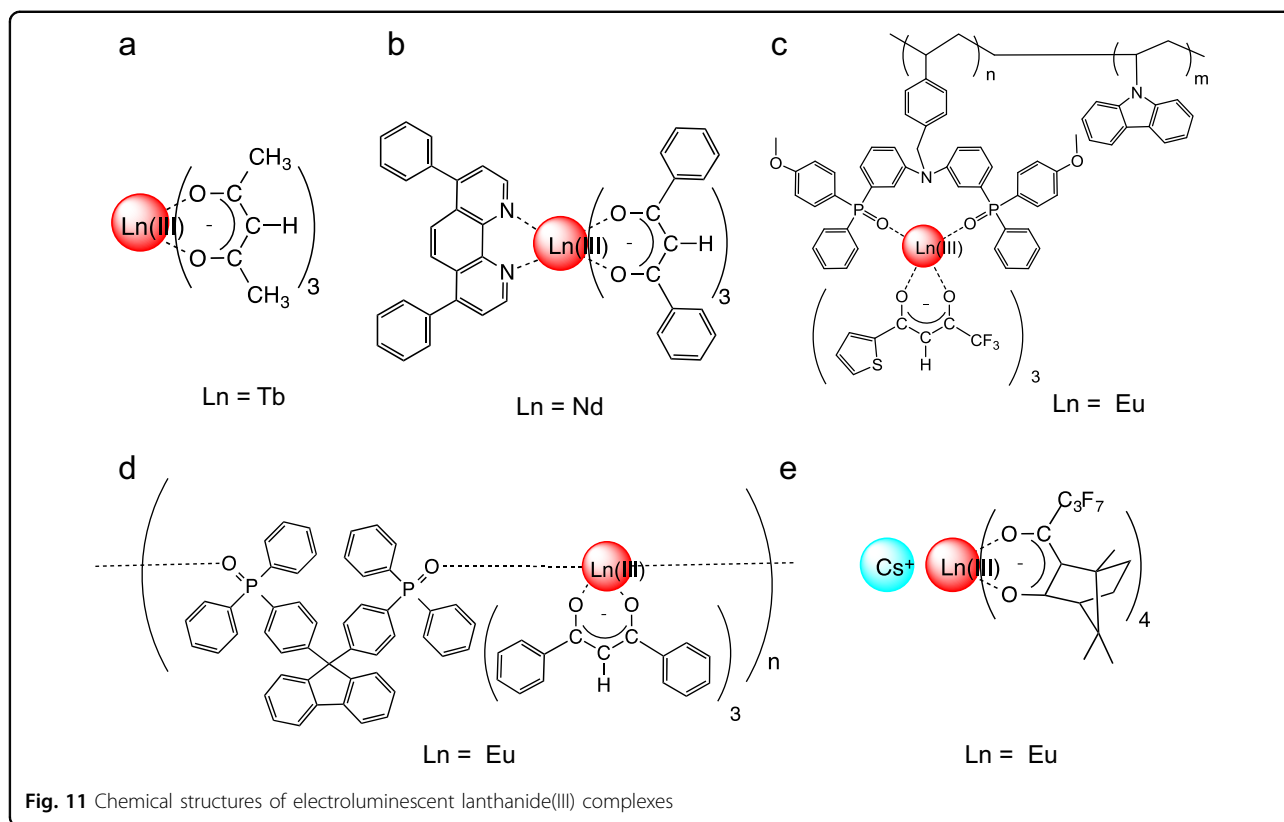 a
CH3
O
C
Ln(III)
-
C
H
O
C
CH3
3
Ln = Tb
b
N
O
C
Ln(III)
-
C
H
N
O
C
3
Ln = Nd
c
n
m
N
O
N
O
P
O
O
P
Ln(III)
O
O
-
C
C
C
S
H
CF3
3
Ln = Eu
d
O
P
P
O
Ln(III)
O
O
-
C
C
C
H
3
n
Ln = Eu
e
C3F7
O
C
Cs+
Ln(III)
-
O
4
Ln = Eu
Fig. 11 Chemical structures of electroluminescent lanthanide(III) complexes